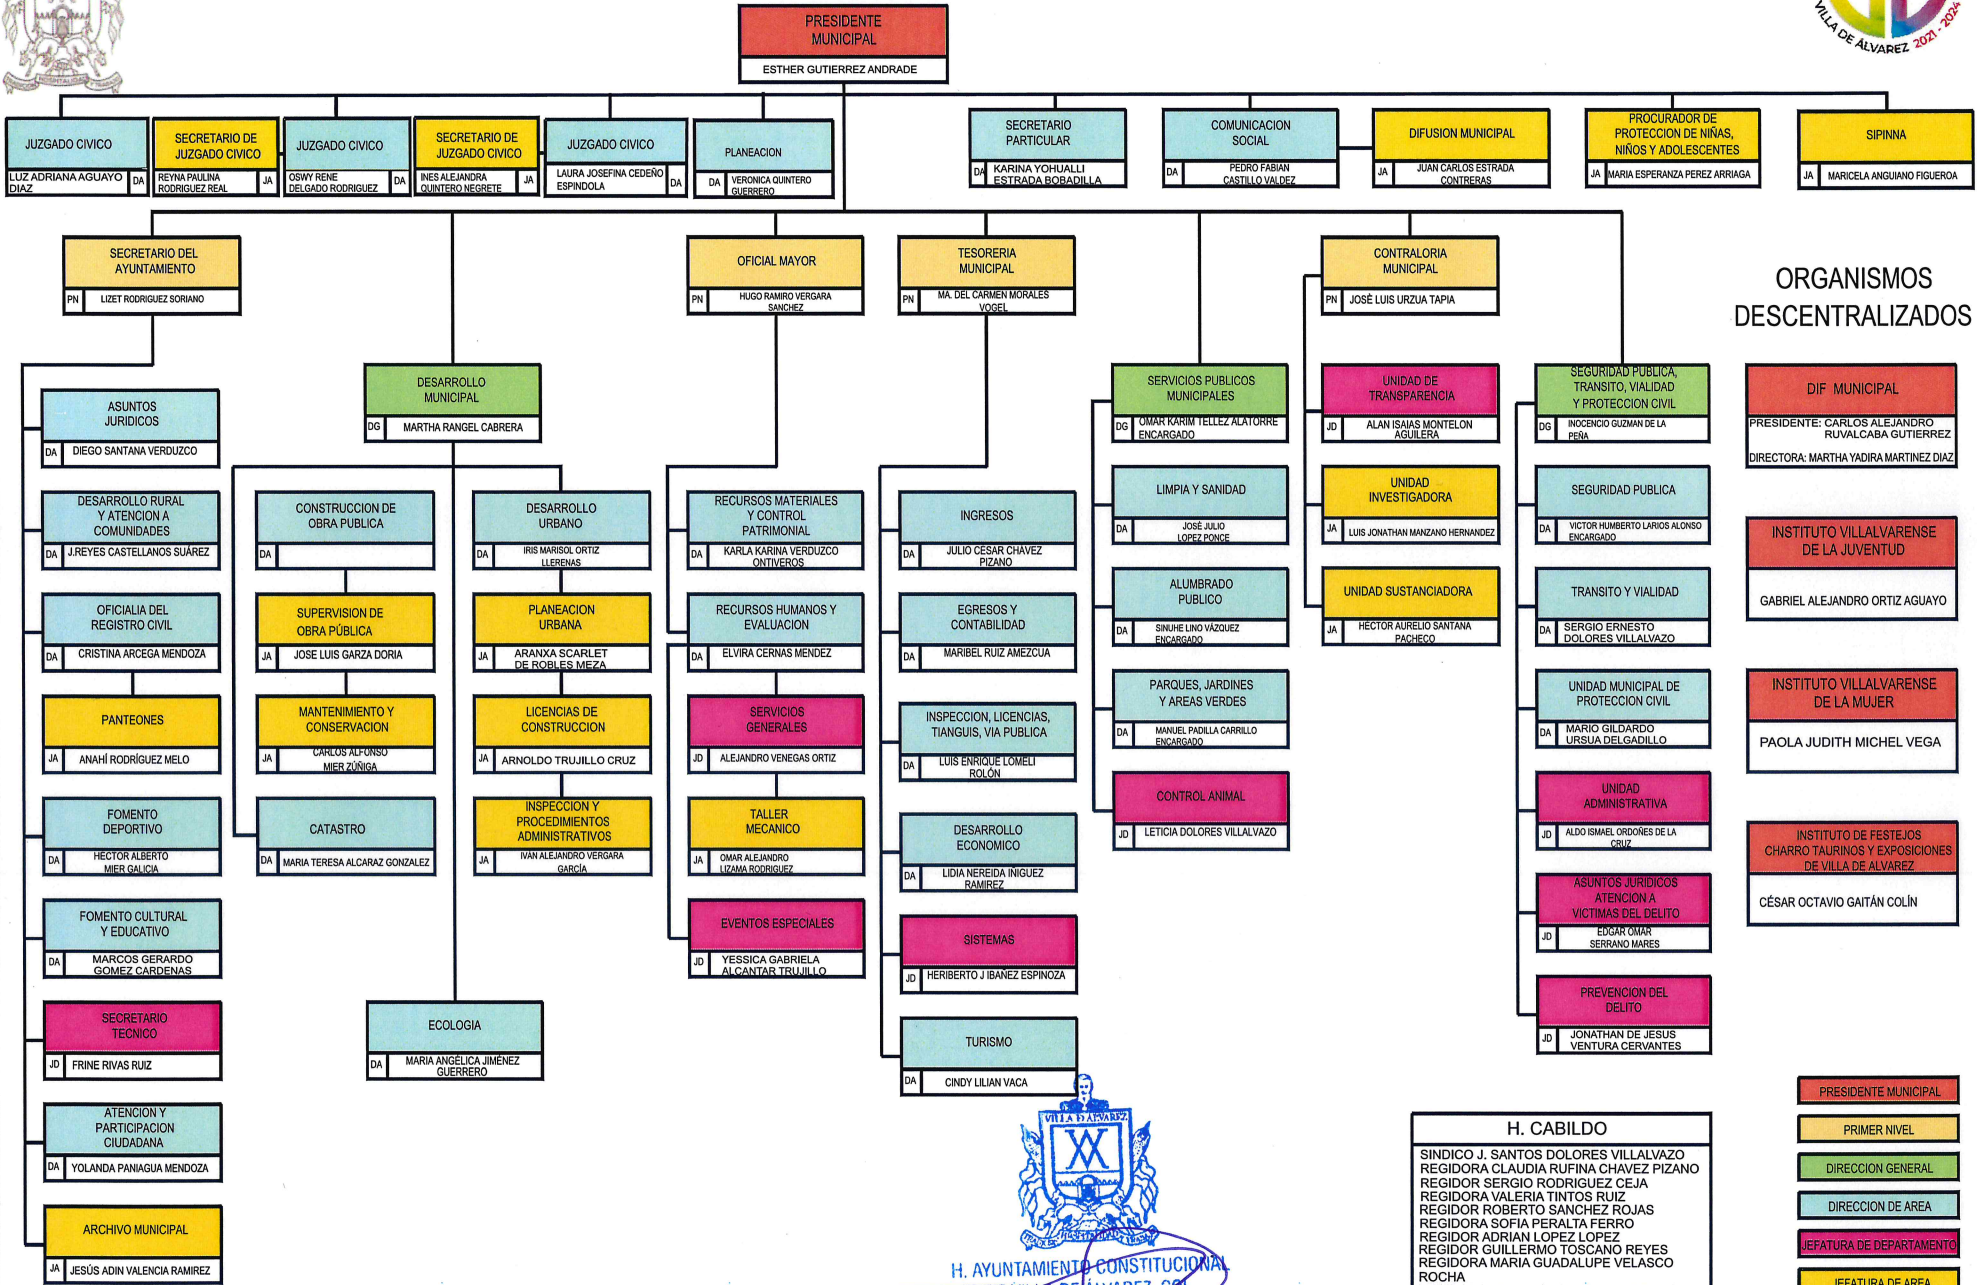 VILLA DE ÁLVAREZ 2021 - 2024
PRESIDENTE
MUNICIPAL
ESTHER GUTIERREZ ANDRADE
JUZGADO CIVICO
LUZ ADRIANA AGUAYO
DIAZ
DA
SECRETARIO DE
JUZGADO CIVICO
REYNA PAULINA
RODRIGUEZ REAL
JA
JUZGADO CIVICO
OSWY RENE
DELGADO RODRIGUEZ
DA
SECRETARIO DE
JUZGADO CIVICO
INES ALEJANDRA
QUINTERO NEGRETE
JA
JUZGADO CIVICO
LAURA JOSEFINA CEDEÑO
ESPINDOLA
DA
PLANEACION
DA
VERONICA QUINTERO
GUERRERO
SECRETARIO
PARTICULAR
DA
KARINA YOHUALLI
ESTRADA BOBADILLA
COMUNICACION
SOCIAL
DA
PEDRO FABIAN
CASTILLO VALDEZ
DIFUSION MUNICIPAL
JA
JUAN CARLOS ESTRADA
CONTRERAS
PROCURADOR DE
PROTECCION DE NIÑAS,
NIÑOS Y ADOLESCENTES
JA
MARIA ESPERANZA PEREZ ARRIAGA
SIPINNA
JA
MARICELA ANGUIANO FIGUEROA
SECRETARIO DEL
AYUNTAMIENTO
PN
LIZET RODRIGUEZ SORIANO
OFICIAL MAYOR
PN
HUGO RAMIRO VERGARA
SANCHEZ
TESORERIA
MUNICIPAL
PN
MA. DEL CARMEN MORALES
VOGEL
CONTRALORIA
MUNICIPAL
PN
JOSÈ LUIS URZUA TAPIA
ORGANISMOS
DESCENTRALIZADOS
DESARROLLO
MUNICIPAL
DG
MARTHA RANGEL CABRERA
SERVICIOS PUBLICOS
MUNICIPALES
DG
OMAR KARIM TELLEZ ALATORRE
ENCARGADO
UNIDAD DE
TRANSPARENCIA
JD
ALAN ISAIAS MONTELON
AGUILERA
SEGURIDAD PUBLICA,
TRANSITO, VIALIDAD
Y PROTECCION CIVIL
DG
INOCENCIO GUZMAN DE LA
PEÑA
DIF MUNICIPAL
PRESIDENTE: CARLOS ALEJANDRO
RUVALCABA GUTIERREZ
DIRECTORA: MARTHA YADIRA MARTINEZ DIAZ
ASUNTOS
JURIDICOS
DA
DIEGO SANTANA VERDUZCO
DESARROLLO RURAL
Y ATENCION A
COMUNIDADES
DA
J.REYES CASTELLANOS SUÁREZ
CONSTRUCCION DE
OBRA PUBLICA
DA
DESARROLLO
URBANO
DA
IRIS MARISOL ORTIZ
LLERENAS
RECURSOS MATERIALES
Y CONTROL
PATRIMONIAL
DA
KARLA KARINA VERDUZCO
ONTIVEROS
INGRESOS
DA
JULIO CÉSAR CHÁVEZ
PIZANO
LIMPIA Y SANIDAD
DA
JOSÈ JULIO
LOPEZ PONCE
UNIDAD
INVESTIGADORA
JA
LUIS JONATHAN MANZANO HERNANDEZ
SEGURIDAD PUBLICA
DA
VICTOR HUMBERTO LARIOS ALONSO
ENCARGADO
INSTITUTO VILLALVARENSE
DE LA JUVENTUD
GABRIEL ALEJANDRO ORTIZ AGUAYO
OFICIALIA DEL
REGISTRO CIVIL
DA
CRISTINA ARCEGA MENDOZA
SUPERVISION DE
OBRA PÚBLICA
JA
JOSE LUIS GARZA DORIA
PLANEACION
URBANA
JA
ARANXA SCARLET
DE ROBLES MEZA
RECURSOS HUMANOS Y
EVALUACION
DA
ELVIRA CERNAS MENDEZ
EGRESOS Y
CONTABILIDAD
DA
MARIBEL RUIZ AMEZCUA
ALUMBRADO
PUBLICO
DA
SINUHE LINO VÁZQUEZ
ENCARGADO
UNIDAD SUSTANCIADORA
JA
HÉCTOR AURELIO SANTANA
PACHECO
TRANSITO Y VIALIDAD
DA
SERGIO ERNESTO
DOLORES VILLALVAZO
INSTITUTO VILLALVARENSE
DE LA MUJER
PAOLA JUDITH MICHEL VEGA
PANTEONES
JA
ANAHÍ RODRÍGUEZ MELO
MANTENIMIENTO Y
CONSERVACION
JA
CARLOS ALFONSO
MIER ZÚÑIGA
LICENCIAS DE
CONSTRUCCION
JA
ARNOLDO TRUJILLO CRUZ
SERVICIOS
GENERALES
JD
ALEJANDRO VENEGAS ORTIZ
INSPECCION, LICENCIAS,
TIANGUIS, VIA PUBLICA
DA
LUIS ENRIQUE LOMELI
ROLÓN
PARQUES, JARDINES
Y AREAS VERDES
DA
MANUEL PADILLA CARRILLO
ENCARGADO
UNIDAD MUNICIPAL DE
PROTECCION CIVIL
DA
MARIO GILDARDO
URSUA DELGADILLO
FOMENTO
DEPORTIVO
DA
HÉCTOR ALBERTO
MIER GALICIA
CATASTRO
DA
MARIA TERESA ALCARAZ GONZALEZ
INSPECCION Y
PROCEDIMIENTOS
ADMINISTRATIVOS
JA
IVÁN ALEJANDRO VERGARA
GARCÍA
TALLER
MECANICO
JA
OMAR ALEJANDRO
LIZAMA RODRIGUEZ
DESARROLLO
ECONOMICO
DA
LIDIA NEREIDA IÑIGUEZ
RAMIREZ
CONTROL ANIMAL
JD
LETICIA DOLORES VILLALVAZO
UNIDAD
ADMINISTRATIVA
JD
ALDO ISMAEL ORDOÑES DE LA
CRUZ
INSTITUTO DE FESTEJOS
CHARRO TAURINOS Y EXPOSICIONES
DE VILLA DE ALVAREZ
CÉSAR OCTAVIO GAITÁN COLÍN
FOMENTO CULTURAL
Y EDUCATIVO
DA
MARCOS GERARDO
GOMEZ CARDENAS
EVENTOS ESPECIALES
JD
YESSICA GABRIELA
ALCANTAR TRUJILLO
SISTEMAS
JD
HERIBERTO J IBAÑEZ ESPINOZA
ASUNTOS JURIDICOS
ATENCION A
VICTIMAS DEL DELITO
JD
EDGAR OMAR
SERRANO MARES
SECRETARIO
TECNICO
JD
FRINE RIVAS RUIZ
ECOLOGIA
DA
MARIA ANGÉLICA JIMÉNEZ
GUERRERO
TURISMO
DA
CINDY LILIAN VACA
PREVENCION DEL
DELITO
JD
JONATHAN DE JESUS
VENTURA CERVANTES
ATENCION Y
PARTICIPACION
CIUDADANA
DA
YOLANDA PANIAGUA MENDOZA
ARCHIVO MUNICIPAL
JA
JESÚS ADIN VALENCIA RAMIREZ
VILLA D ALVAREZ
H. AYUNTAMIENTO CONSTITUCIONAL
H. CABILDO
SINDICO J. SANTOS DOLORES VILLALVAZO
REGIDORA CLAUDIA RUFINA CHAVEZ PIZANO
REGIDOR SERGIO RODRIGUEZ CEJA
REGIDORA VALERIA TINTOS RUIZ
REGIDOR ROBERTO SANCHEZ ROJAS
REGIDORA SOFIA PERALTA FERRO
REGIDOR ADRIAN LOPEZ LOPEZ
REGIDOR GUILLERMO TOSCANO REYES
REGIDORA MARIA GUADALUPE VELASCO
ROCHA
PRESIDENTE MUNICIPAL
PRIMER NIVEL
DIRECCION GENERAL
DIRECCION DE AREA
JEFATURA DE DEPARTAMENTO
JEFATURA DE AREA